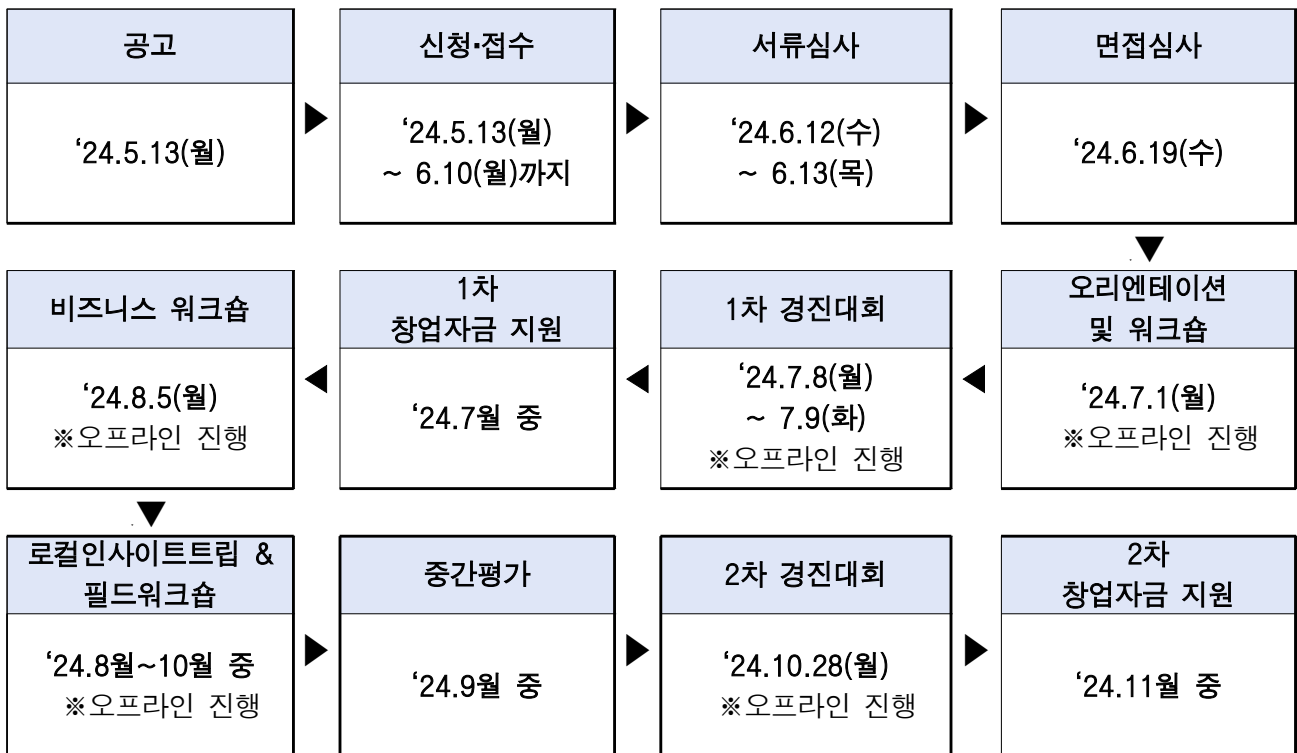 공고
‘24.5.13(월)
신청·접수
‘24.5.13(월)
~ 6.10(월)까지
서류심사
‘24.6.12(수)
~ 6.13(목)
면접심사
‘24.6.19(수)
오리엔테이션
및 워크숍
‘24.7.1(월)
※오프라인 진행
1차 경진대회
‘24.7.8(월)
~ 7.9(화)
※오프라인 진행
1차
창업자금 지원
‘24.7월 중
비즈니스 워크숍
‘24.8.5(월)
※오프라인 진행
로컬인사이트트립 &
필드워크숍
‘24.8월~10월 중
※오프라인 진행
중간평가
‘24.9월 중
2차 경진대회
‘24.10.28(월)
※오프라인 진행
2차
창업자금 지원
‘24.11월 중